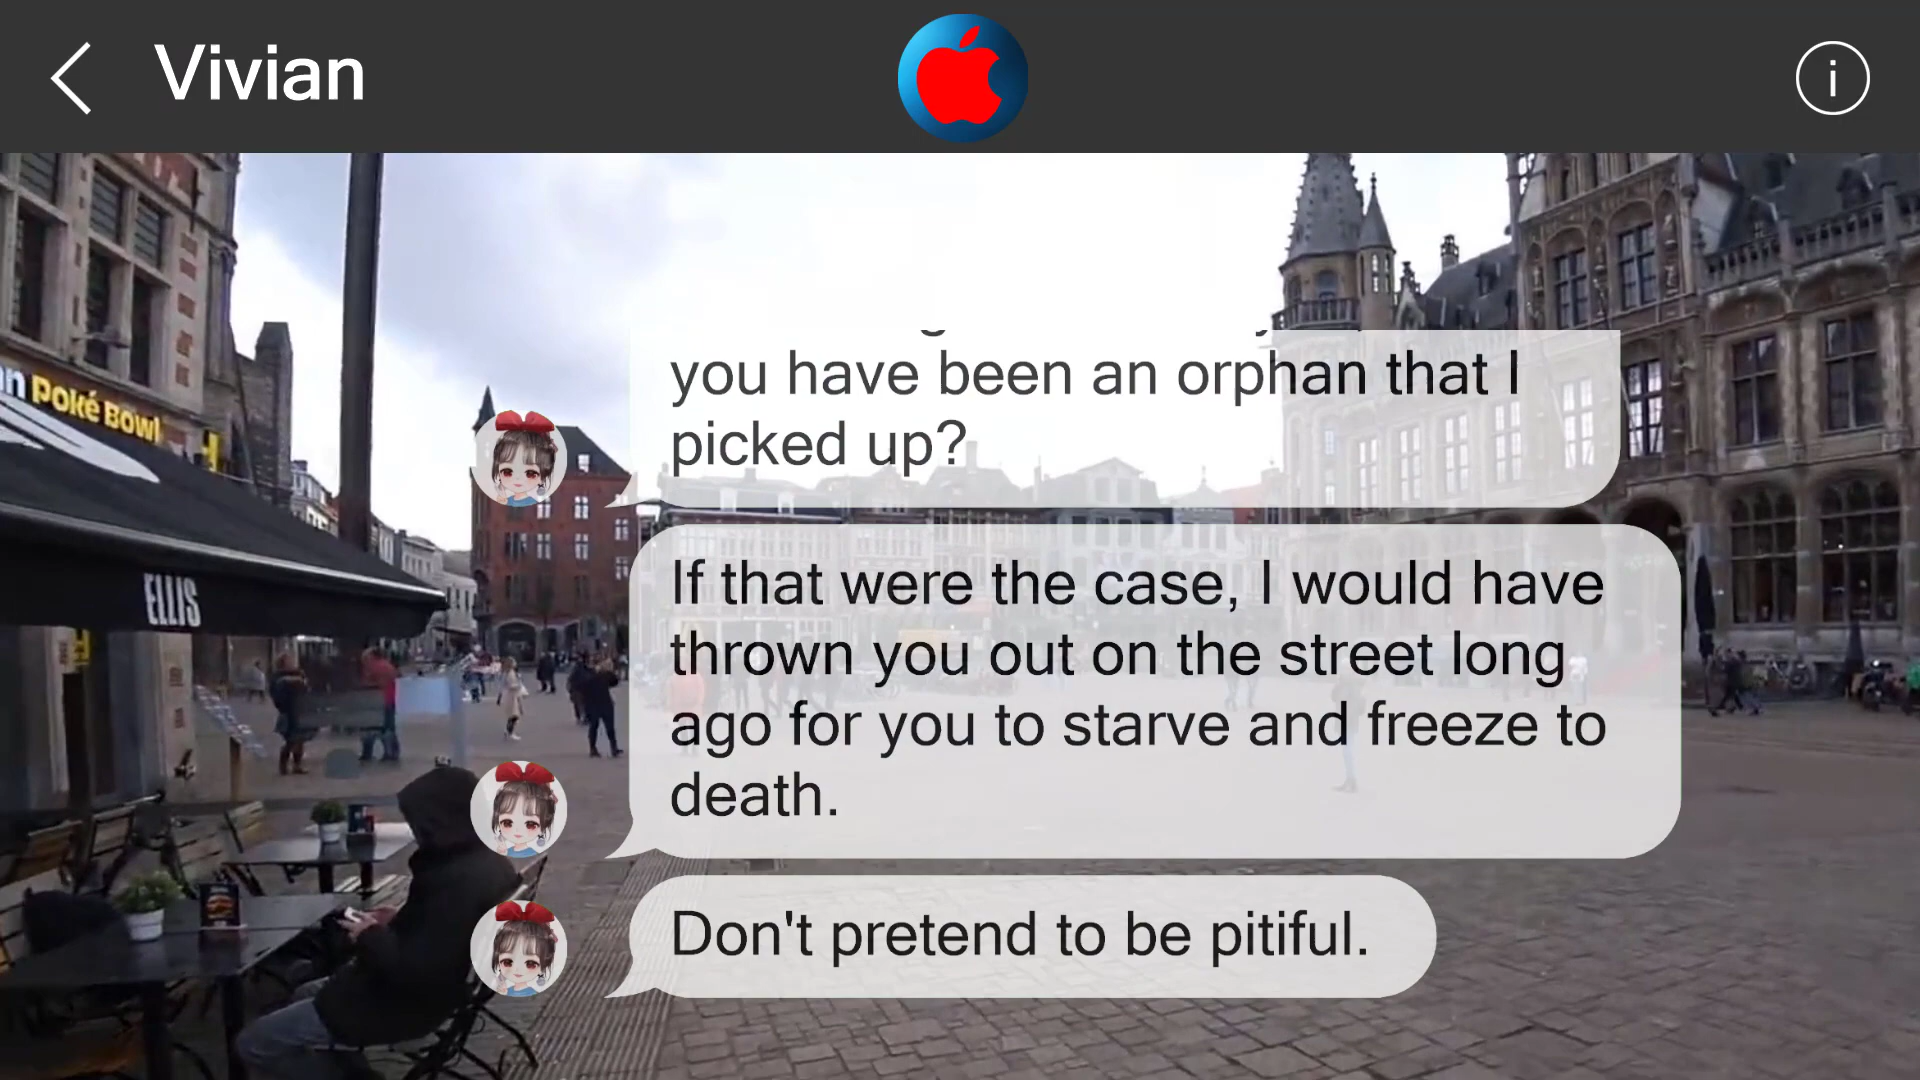 Vivian
i
you have been an orphan that I
picked up?
If that were the case, I would have
thrown you out on the street long
ago for you to starve and freeze to
death.
Don't pretend to be pitiful.
n Poké Bowl
ELLIS